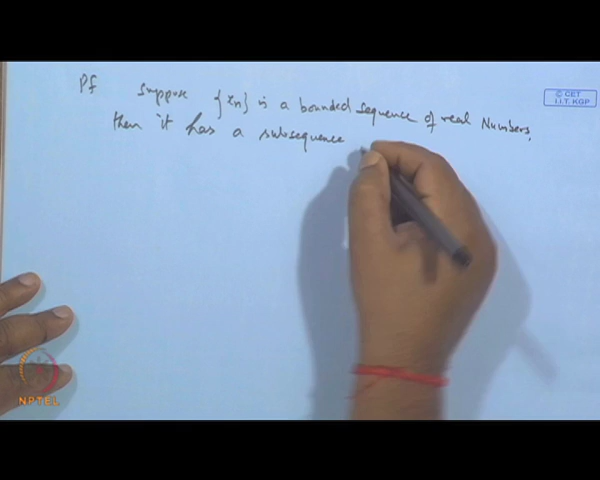 Pf Suppose {xn} is a bounded sequence of real Numbers,
then it has a subsequence
© CET
I.I.T. KGP
NPTEL